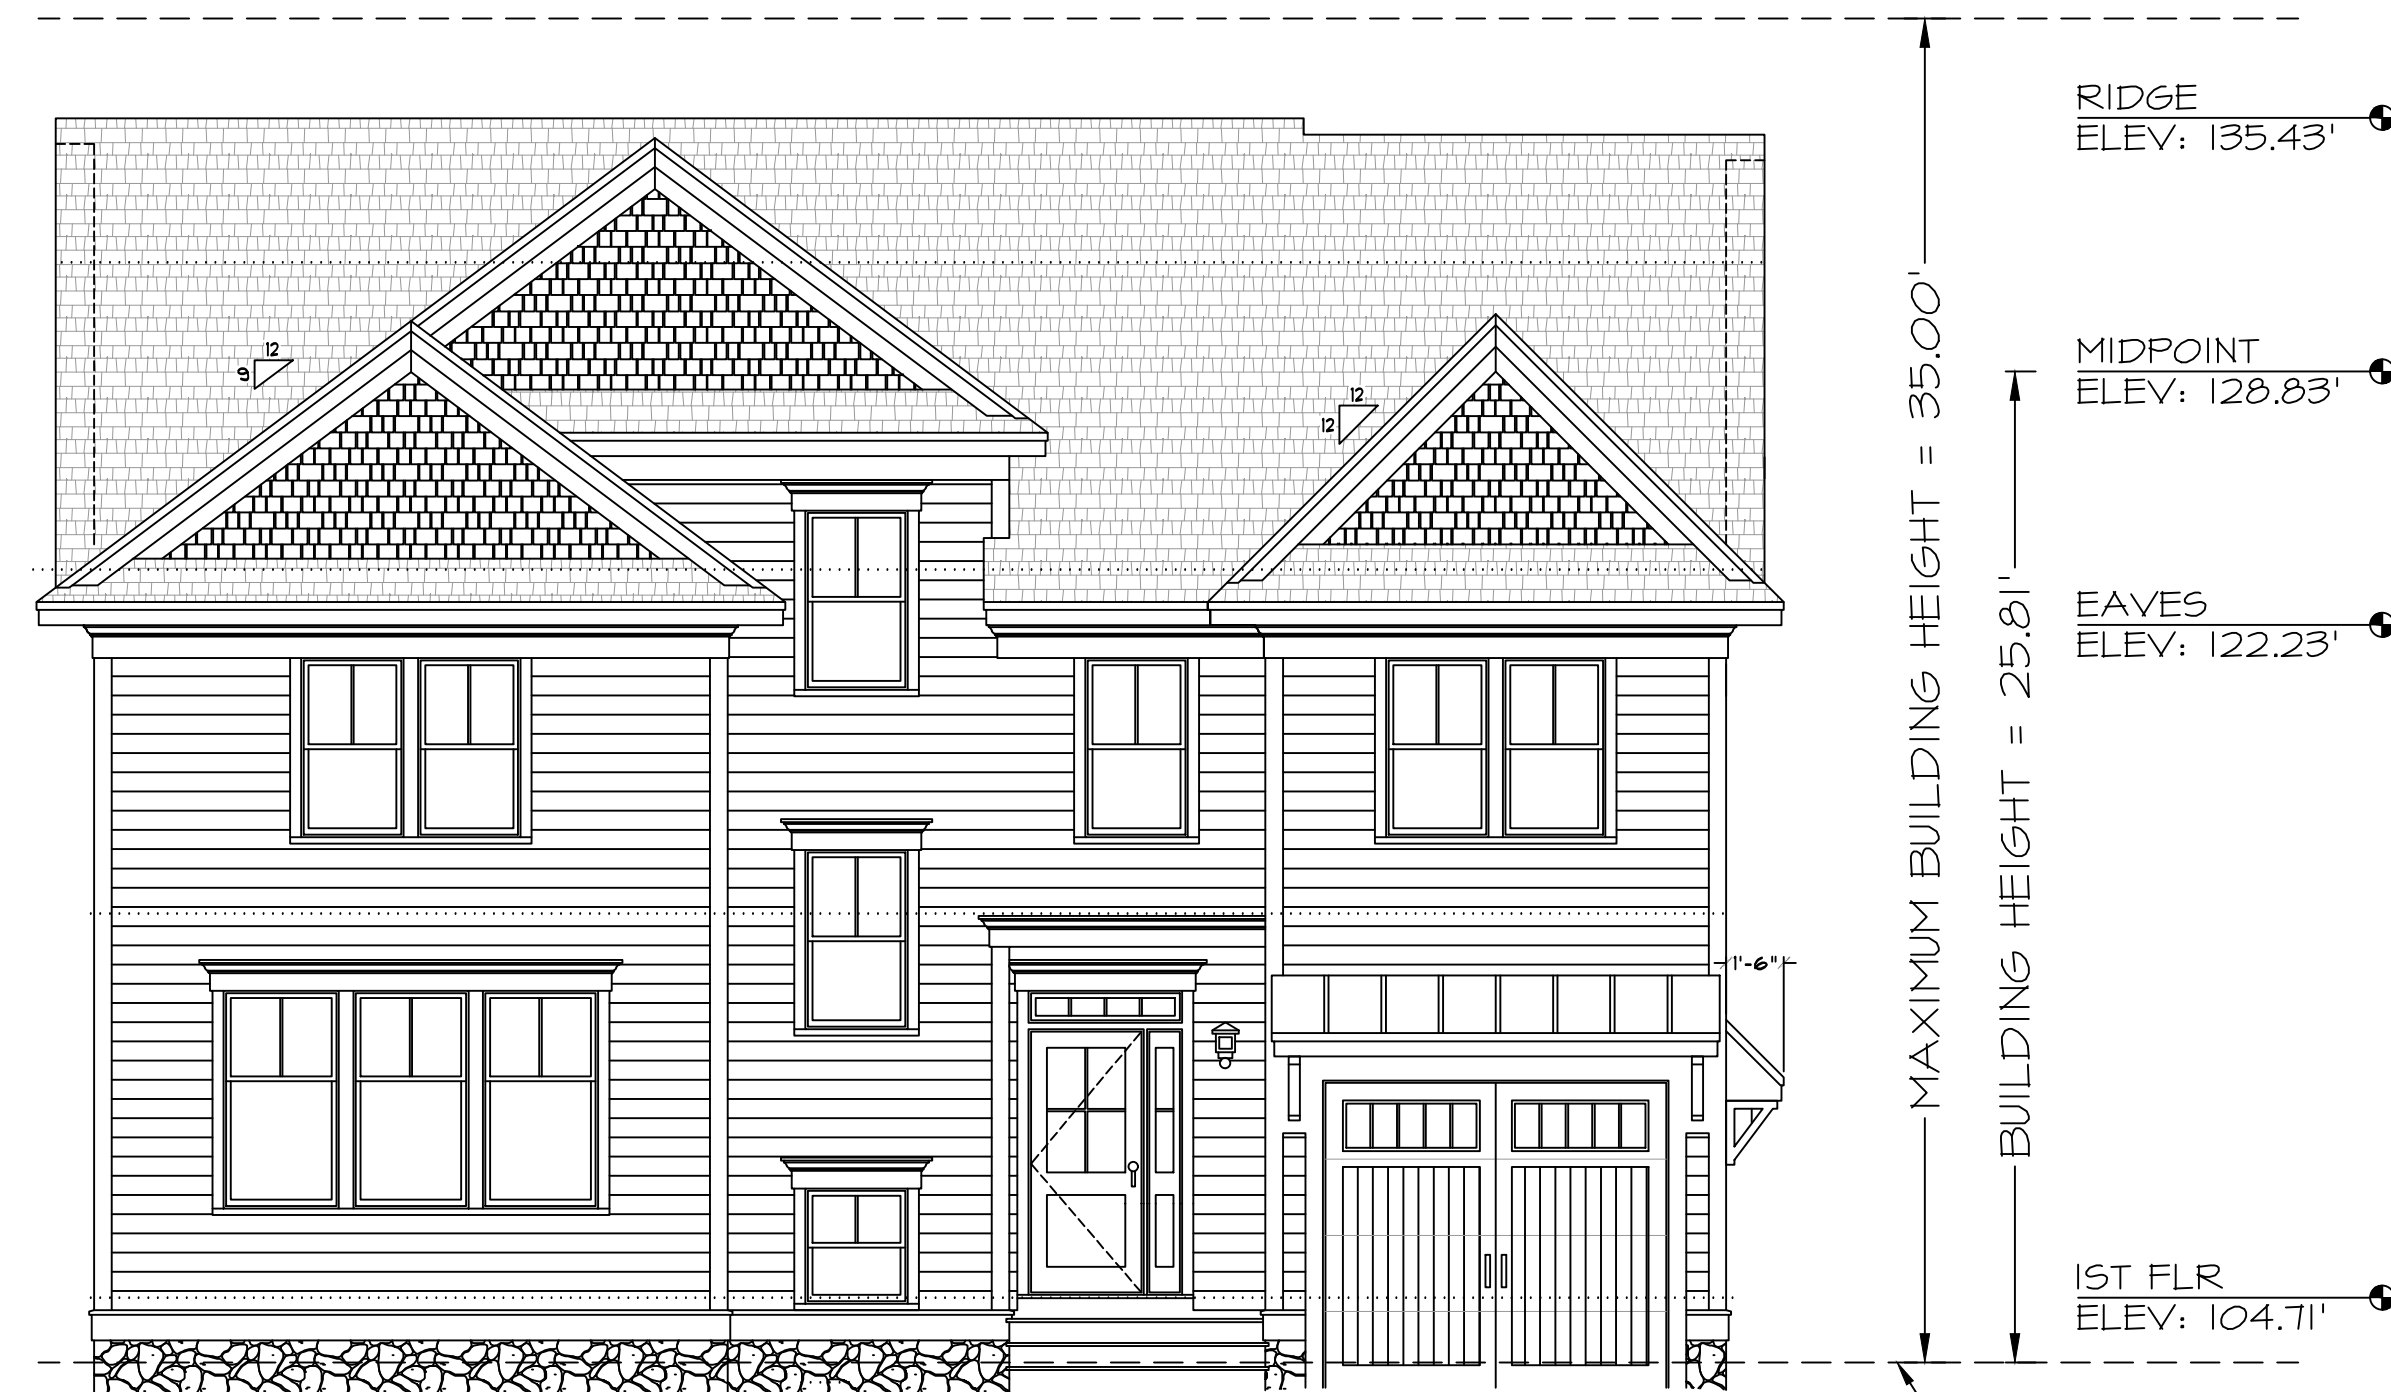 RIDGE
ELEV: 135.43'
MAXIMUM BUILDING HEIGHT = 35.00'
12
9
12
12
MIDPOINT
ELEV: 128.83'
BUILDING HEIGHT = 25.81'
EAVES
ELEV: 122.23'
1'-6"
1ST FLR
ELEV: 104.71'